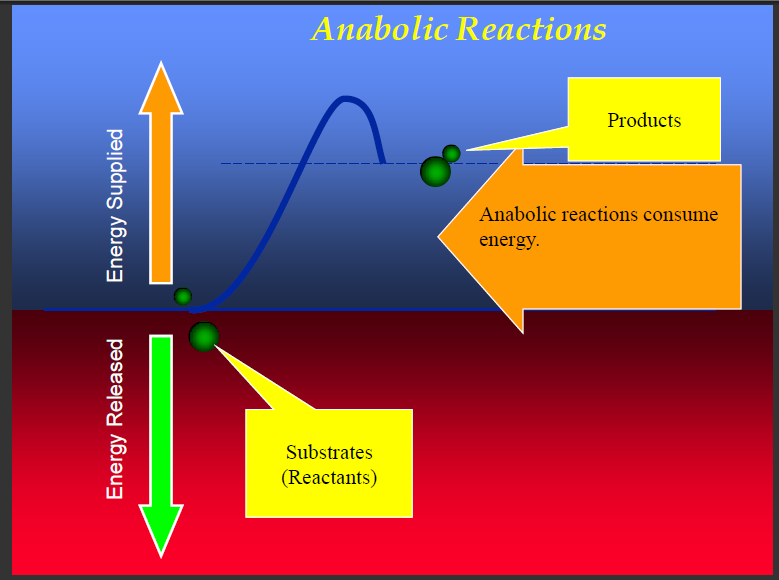 Anabolic Reactions
Products
Energy Supplied
Anabolic reactions consume
energy.
Energy Released
Substrates
(Reactants)